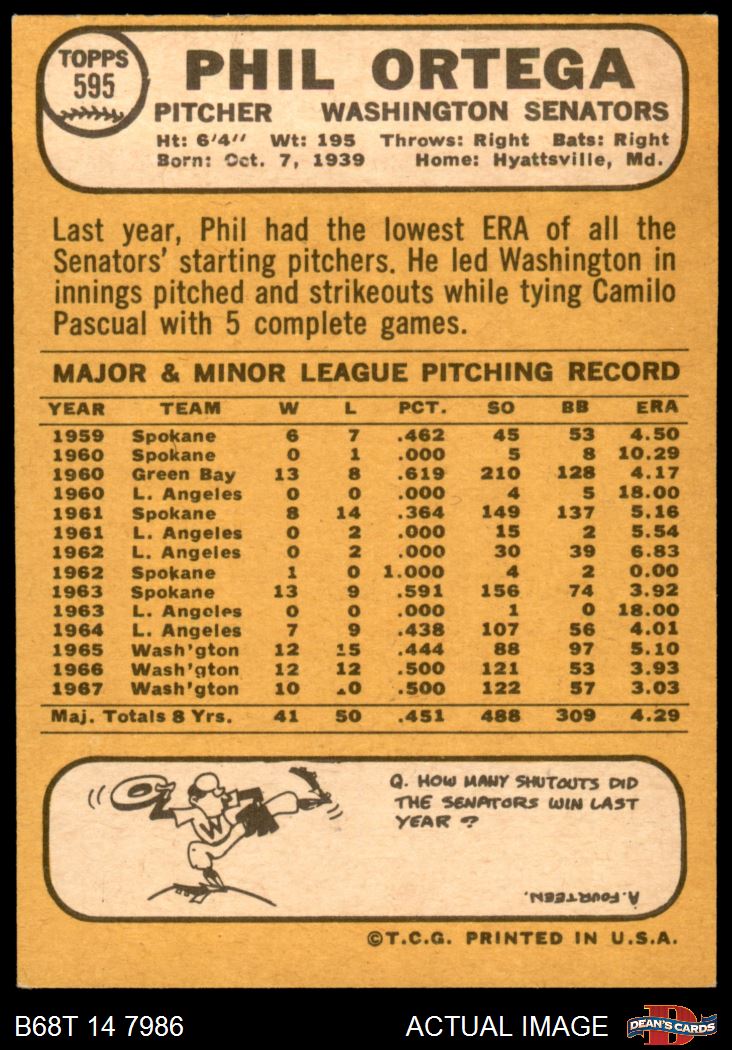 TOPPS
595
PHIL ORTEGA
PITCHER WASHINGTON SENATORS
Ht: 6'4" Wt: 195 Throws: Right Bats: Right
Born: Oct. 7, 1939 Home: Hyattsville, Md.
Last year, Phil had the lowest ERA of all the
Senators' starting pitchers. He led Washington in
innings pitched and strikeouts while tying Camilo
Pascual with 5 complete games.
MAJOR & MINOR LEAGUE PITCHING RECORD
YEAR TEAM W L PCT. SO BB ERA
1959 Spokane 6 7 .462 45 53 4.50
1960 Spokane 0 1 .000 5 8 10.29
1960 Green Bay 13 8 .619 210 128 4.17
1960 L. Angeles 0 0 .000 4 5 18.00
1961 Spokane 8 14 .364 149 137 5.16
1961 L. Angeles 0 2 .000 15 2 5.54
1962 L. Angeles 0 2 .000 30 39 6.83
1962 Spokane 1 0 1.000 4 2 0.00
1963 Spokane 13 9 .591 156 74 3.92
1963 L. Angeles 0 0 .000 1 0 18.00
1964 L. Angeles 7 9 .438 107 56 4.01
1965 Wash'gton 12 15 .444 88 97 5.10
1966 Wash'gton 12 12 .500 121 53 3.93
1967 Wash'gton 10 10 .500 122 57 3.03
Maj. Totals 8 Yrs. 41 50 .451 488 309 4.29
W
Q. HOW MANY SHUTOUTS DID
THE SENATORS WIN LAST
YEAR ?
A. FOURTEEN.
©T.C.G. PRINTED IN U.S.A.
B68T 14 7986 ACTUAL IMAGE
D
DEAN'S CARDS